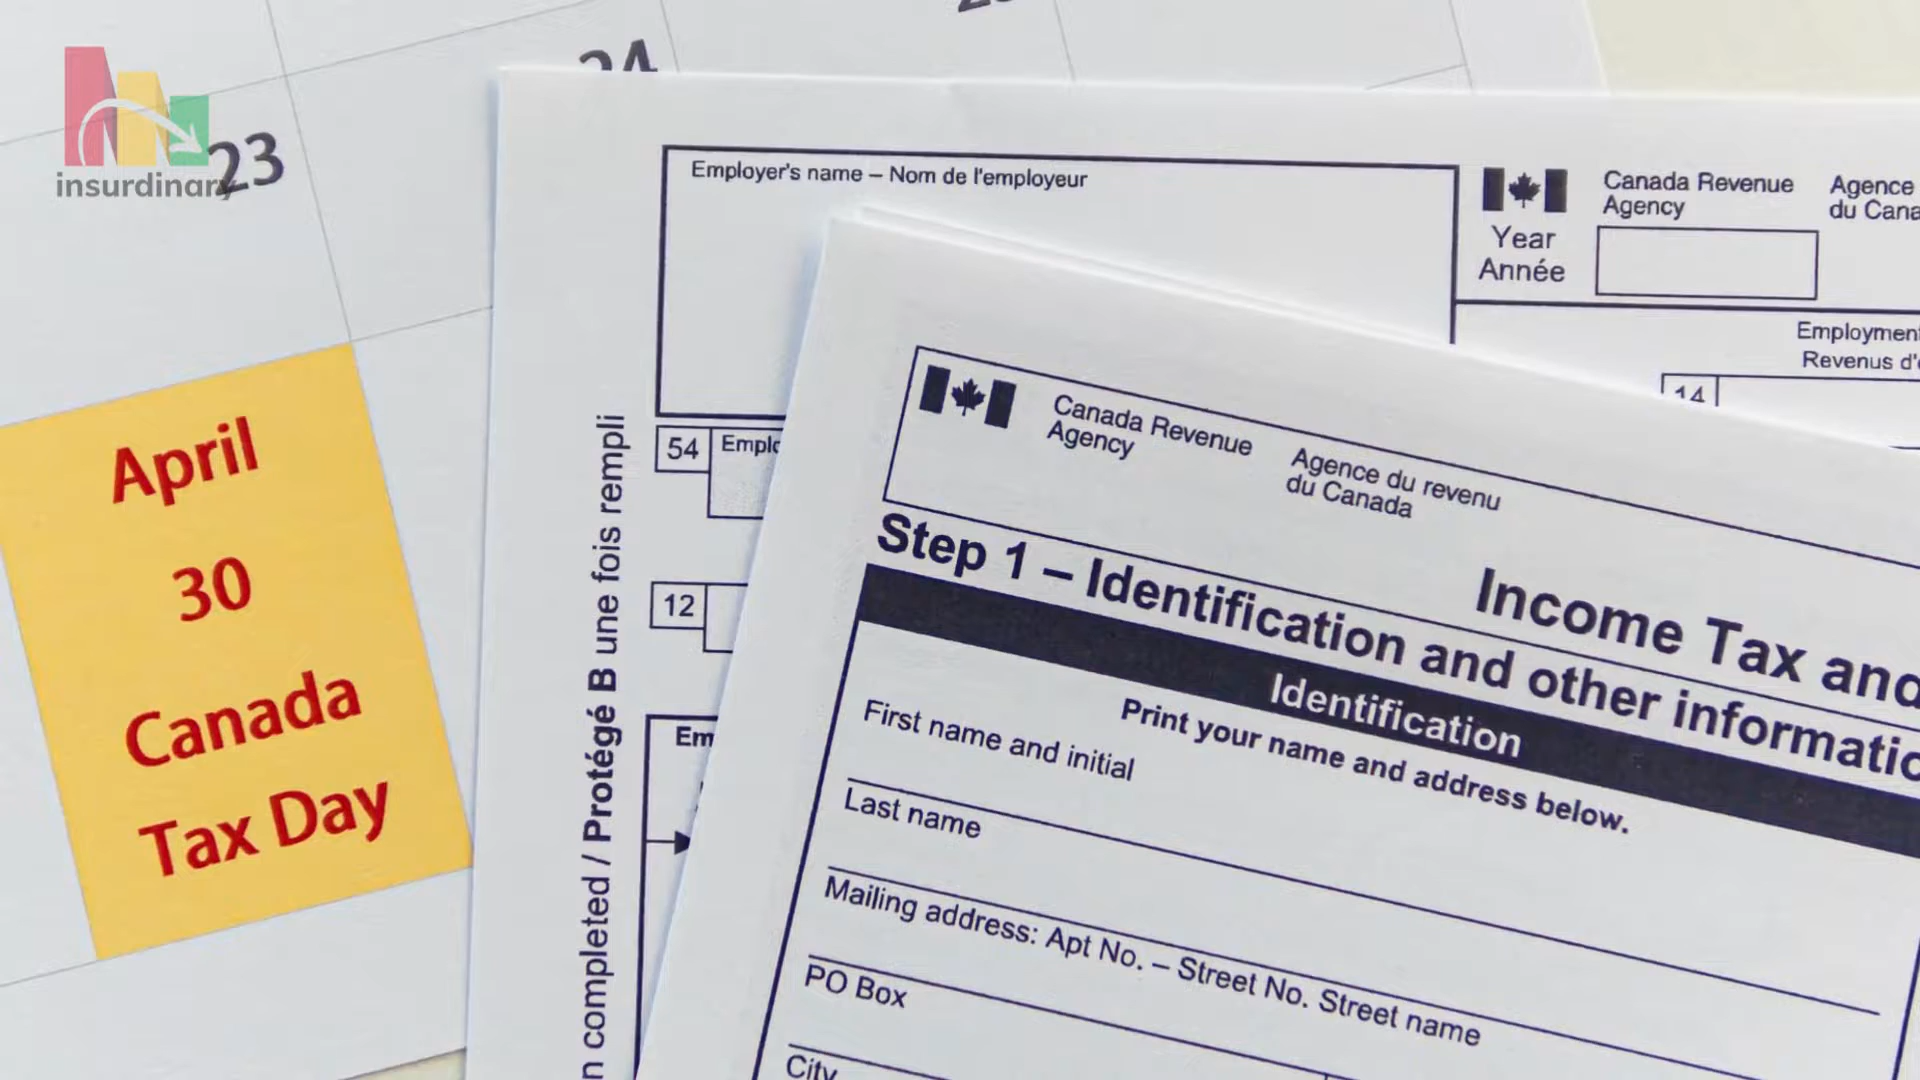 insurdinary
23
24
April
30
Canada
Tax Day
Employer's name – Nom de l'employeur
Canada Revenue
Agency
Agence
du
Year
Année
Employment
Revenus
14
54
12
completed / Protégé B une fois rempli
Canada Revenue
Agency
Agence du revenu
du Canada
Income Tax and
Step 1 – Identification and other
Identification
Print your name and address below.
First name and initial
Last name
Mailing address: Apt No. – Street No. Street name
PO Box
City